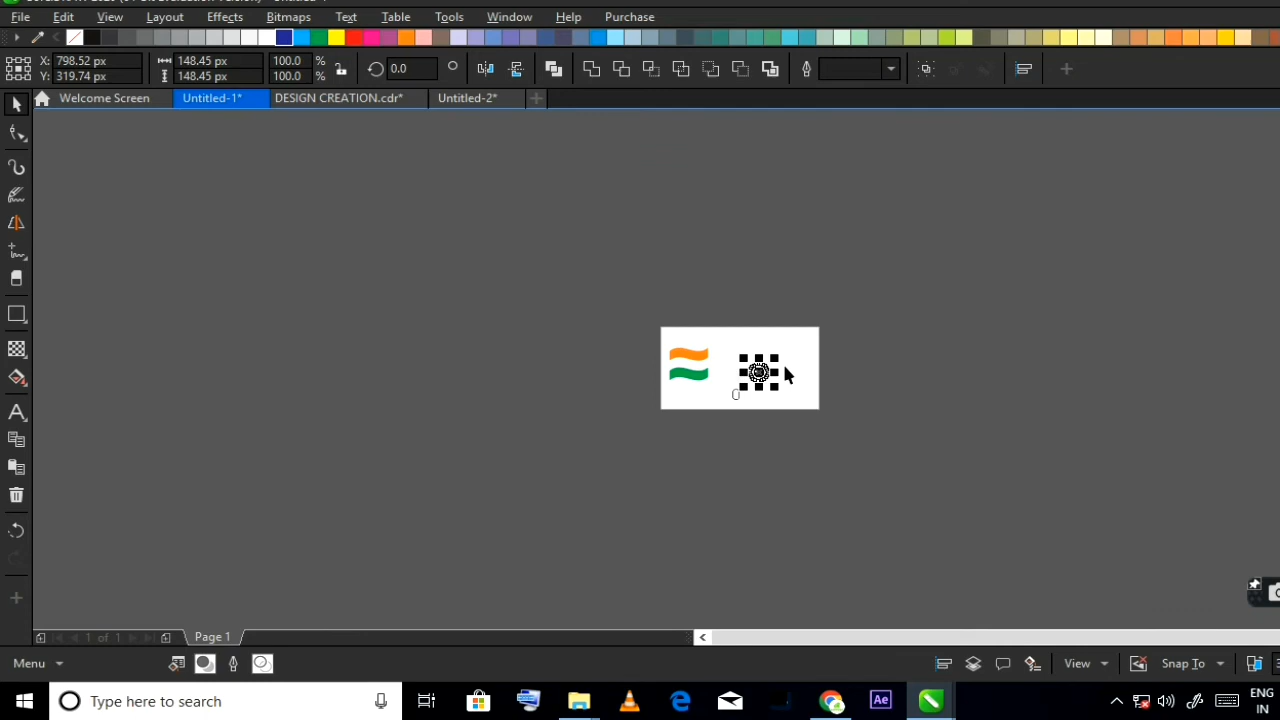 File Edit View Layout Effects Bitmaps Text Table Tools Window Help Purchase
X: 798.52 px 148.45 px 100.0 % 0.0 °
Y: 319.74 px 148.45 px 100.0 %
Welcome Screen Untitled-1* DESIGN CREATION.cdr* Untitled-2*
1 of 1 Page 1
Menu View Snap To
Type here to search Ae ENG
IN